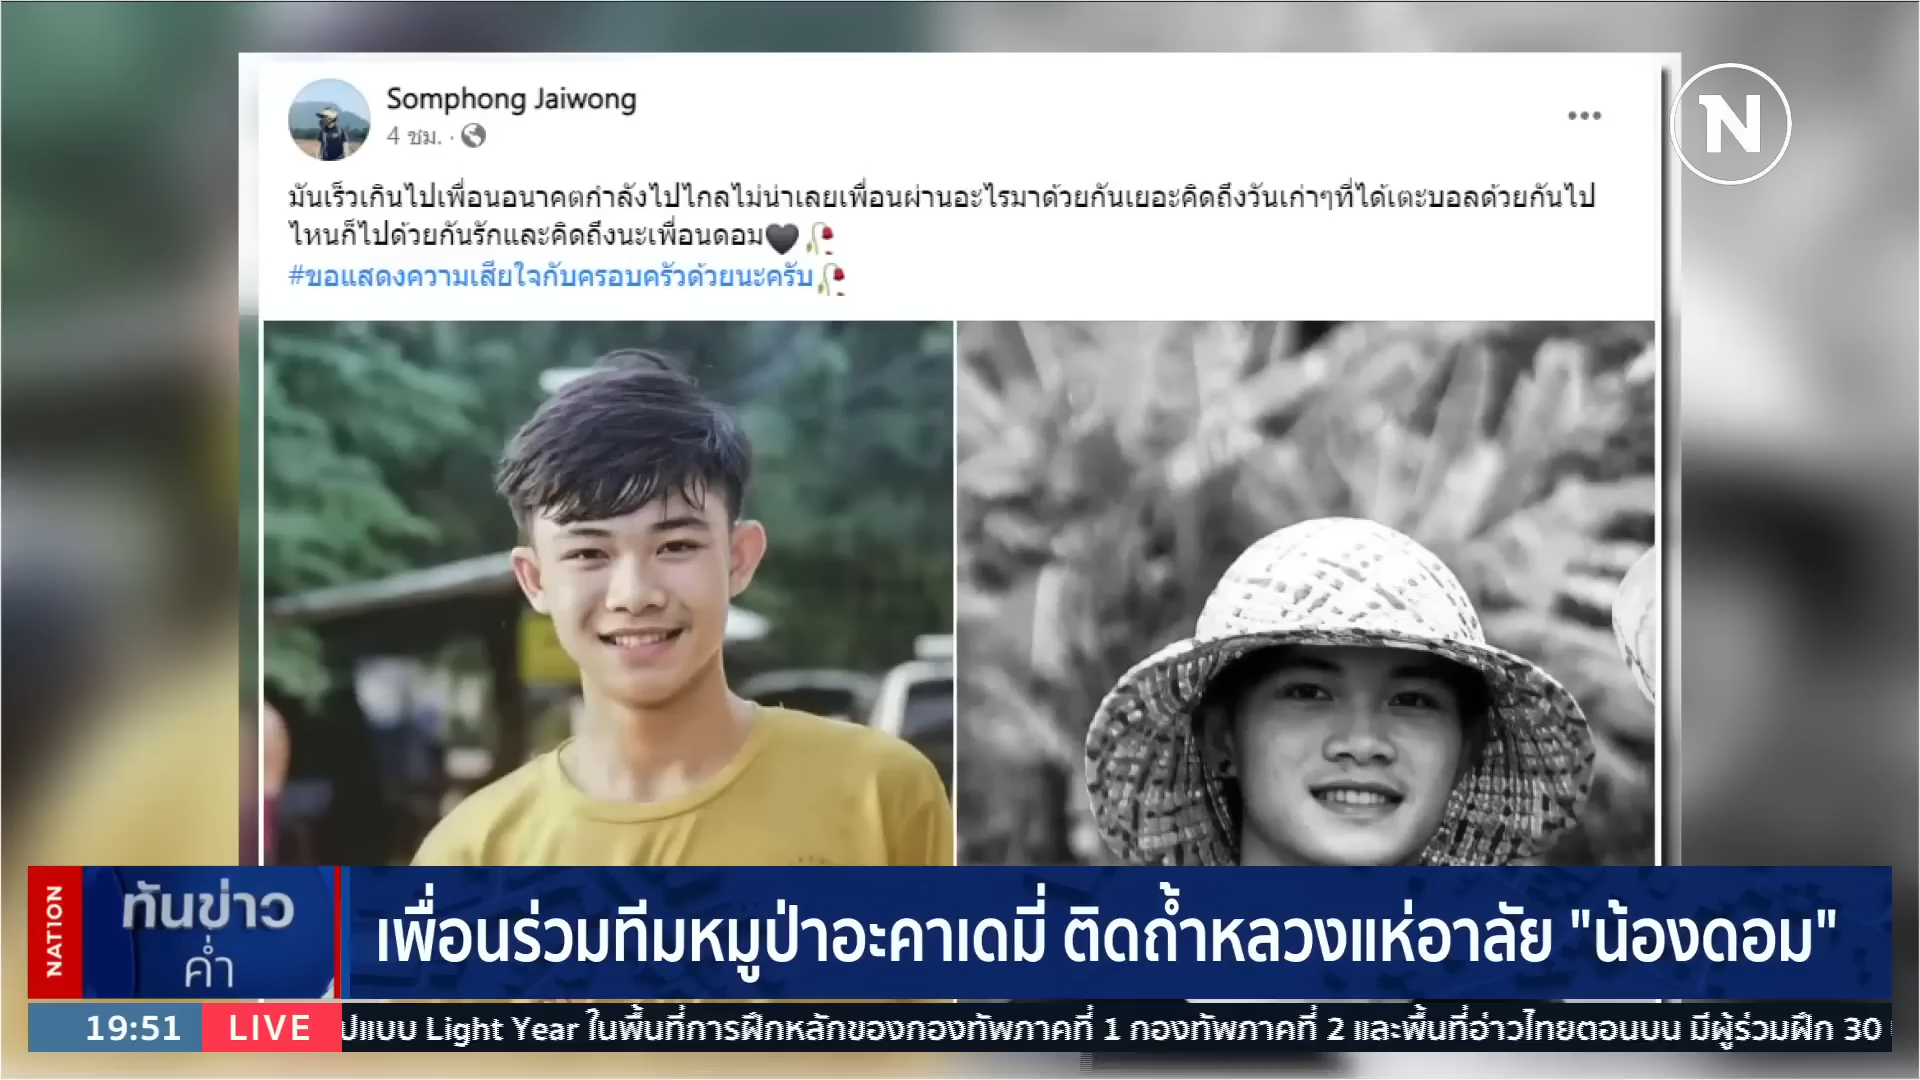 Somphong Jaiwong
4 ชม. ·
มันเร็วเกินไปเพื่อนอนาคตกำลังไปไกลไม่น่าเลยเพื่อนผ่านอะไรมาด้วยกันเยอะคิดถึงวันเก่าๆที่ได้เตะบอลด้วยกันไป
ไหนก็ไปด้วยกันรักและคิดถึงนะเพื่อนดอม🖤🥀
#ขอแสดงความเสียใจกับครอบครัวด้วยนะครับ🥀
N
NATION
ทันข่าว
ค่ำ
เพื่อนร่วมทีมหมูป่าอะคาเดมี่ ติดถ้ำหลวงแห่อาลัย "น้องดอม"
19:51 LIVE
ปแบบ Light Year ในพื้นที่การฝึกหลักของกองทัพภาคที่ 1 กองทัพภาคที่ 2 และพื้นที่อ่าวไทยตอนบน มีผู้ร่วมฝึก 30